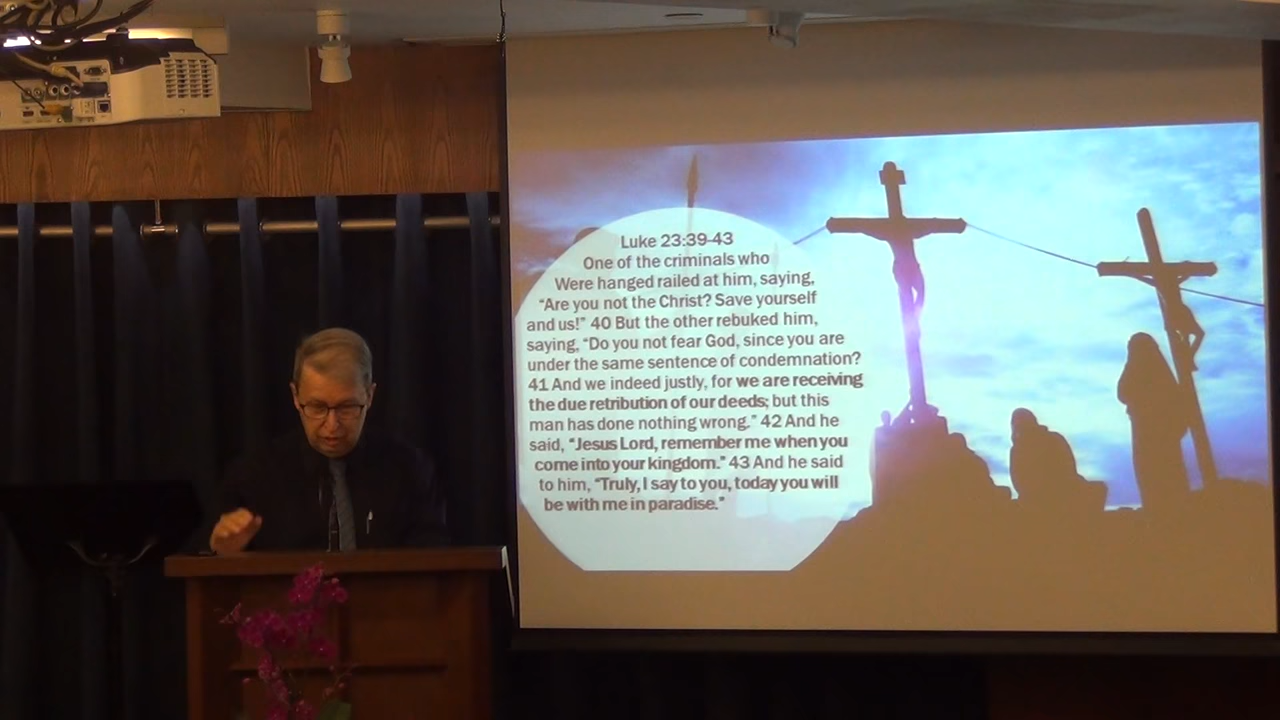 Luke 23:39-43
One of the criminals who
Were hanged railed at him, saying,
“Are you not the Christ? Save yourself
and us!” 40 But the other rebuked him,
saying, “Do you not fear God, since you are
under the same sentence of condemnation?
41 And we indeed justly, for we are receiving
the due retribution of our deeds; but this
man has done nothing wrong.” 42 And he
said, “Jesus Lord, remember me when you
come into your kingdom.” 43 And he said
to him, “Truly, I say to you, today you will
be with me in paradise.”